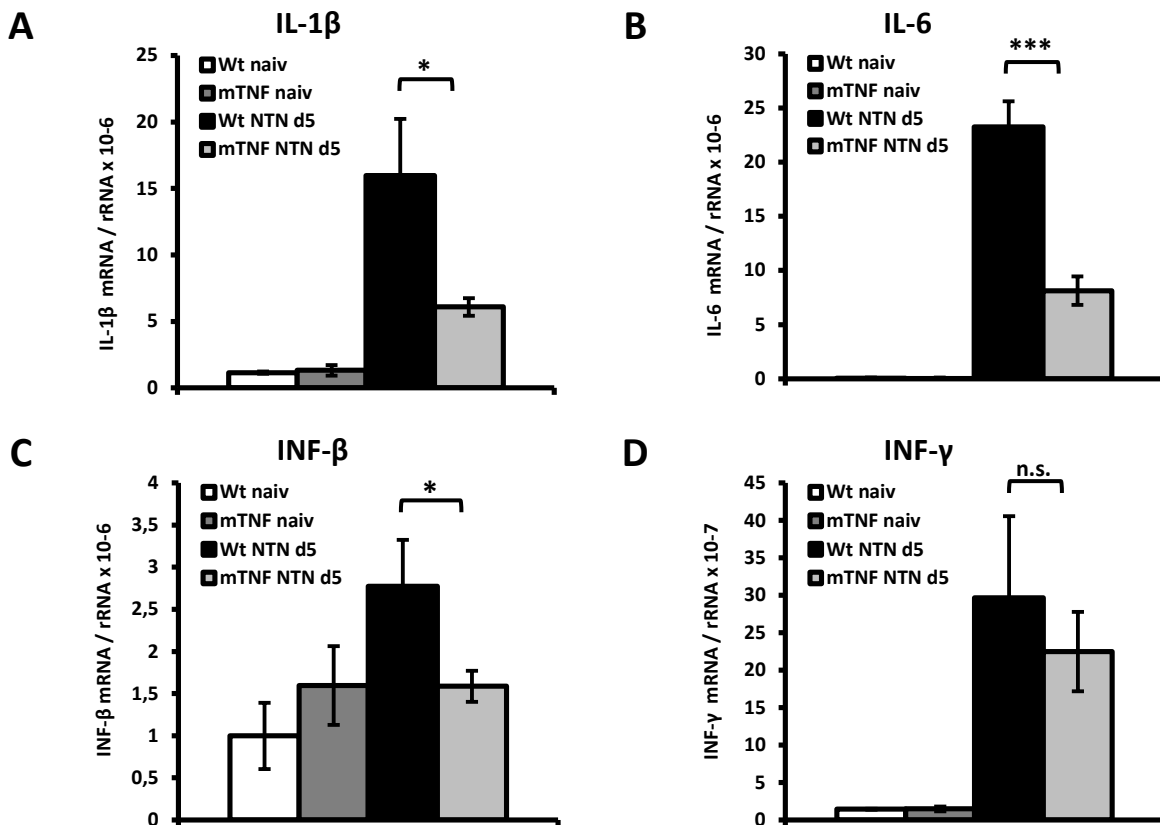 A
IL-1β
IL-1β mRNA / rRNA x 10-6
25
20
15
10
5
0
Wt naiv
mTNF naiv
Wt NTN d5
mTNF NTN d5
*
B
IL-6
IL-6 mRNA / rRNA x 10-6
30
25
20
15
10
5
0
Wt naiv
mTNF naiv
Wt NTN d5
mTNF NTN d5
***
C
INF-β
INF-β mRNA / rRNA x 10-6
4
3,5
3
2,5
2
1,5
1
0,5
0
Wt naiv
mTNF naiv
Wt NTN d5
mTNF NTN d5
*
D
INF-γ
INF-γ mRNA / rRNA x 10-7
45
40
35
30
25
20
15
10
5
0
Wt naiv
mTNF naiv
Wt NTN d5
mTNF NTN d5
n.s.